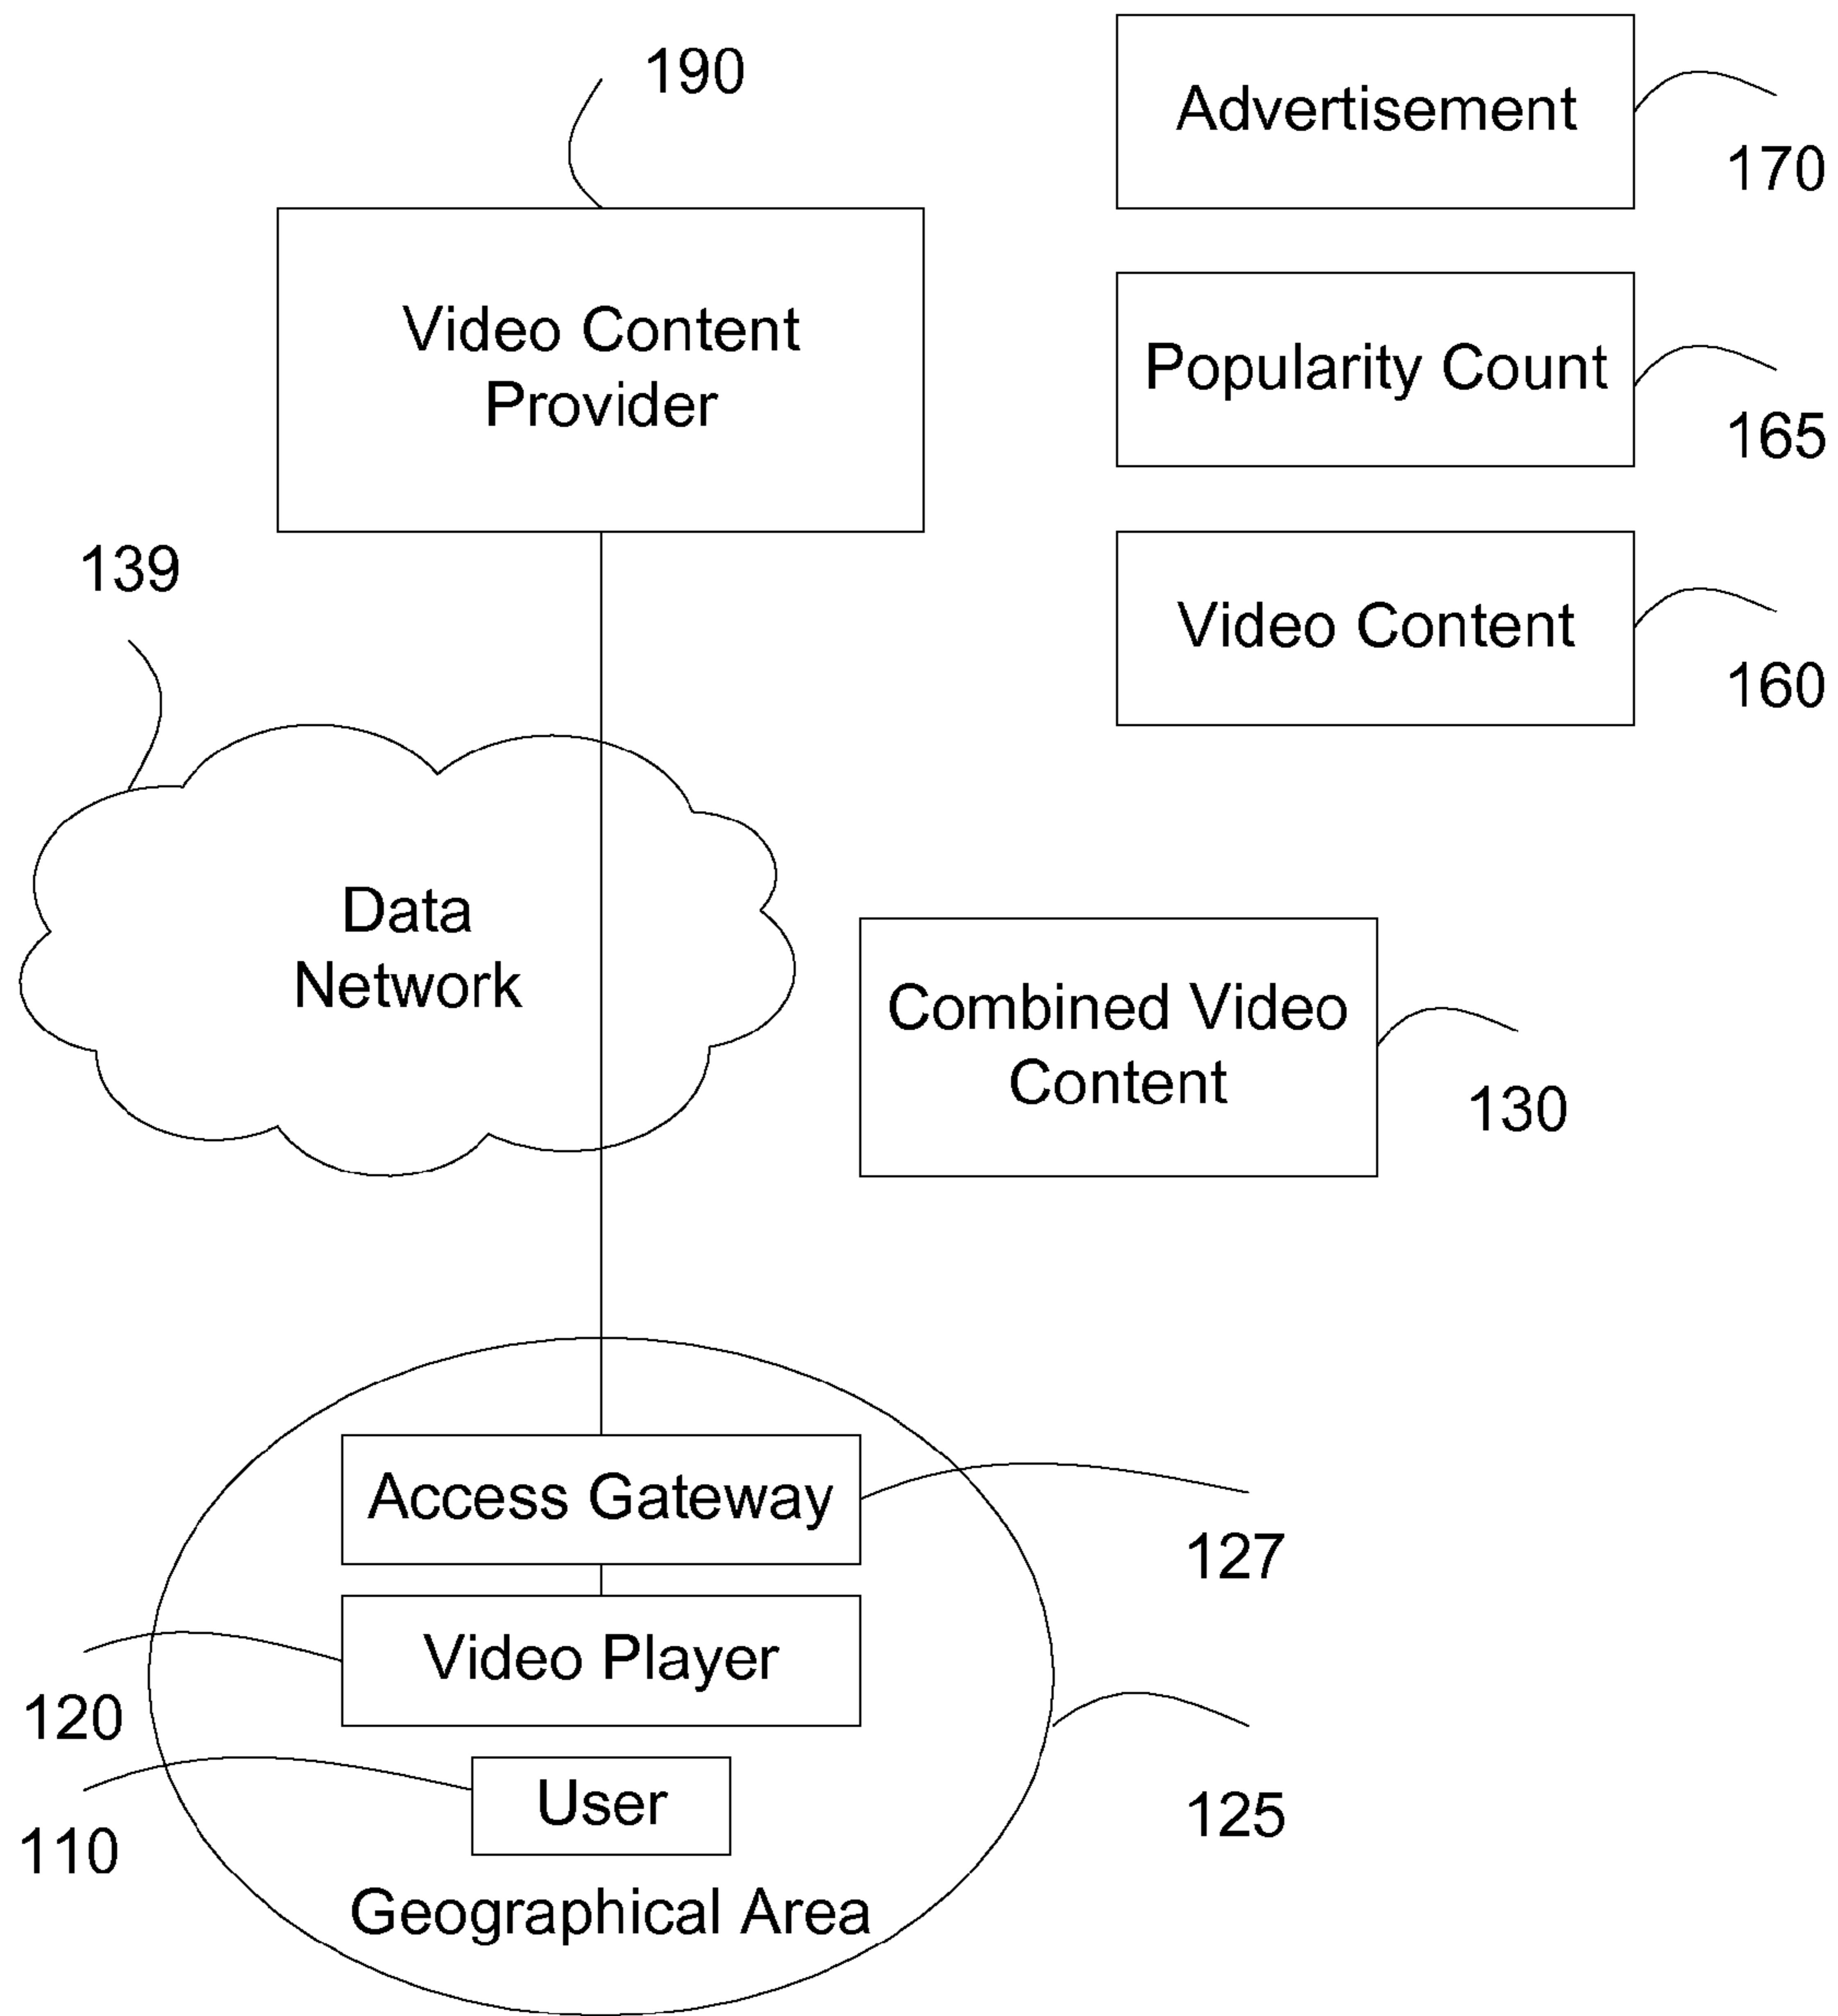 190
Advertisement
170
Video Content
Provider
Popularity Count
165
139
Video Content
160
Data
Network
Combined Video
Content
130
Access Gateway
127
Video Player
120
User
125
110
Geographical Area